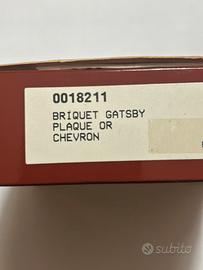 0018211
BRIQUET GATSBY
PLAQUE OR
CHEVRON
subito